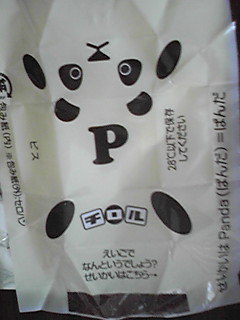 P
チロル
えいごで
なんというでしょう？
せいかいはこちら→
28℃以下で保存
してください
せいかいは Panda (ぱんだ) = ぱんだ
ビス